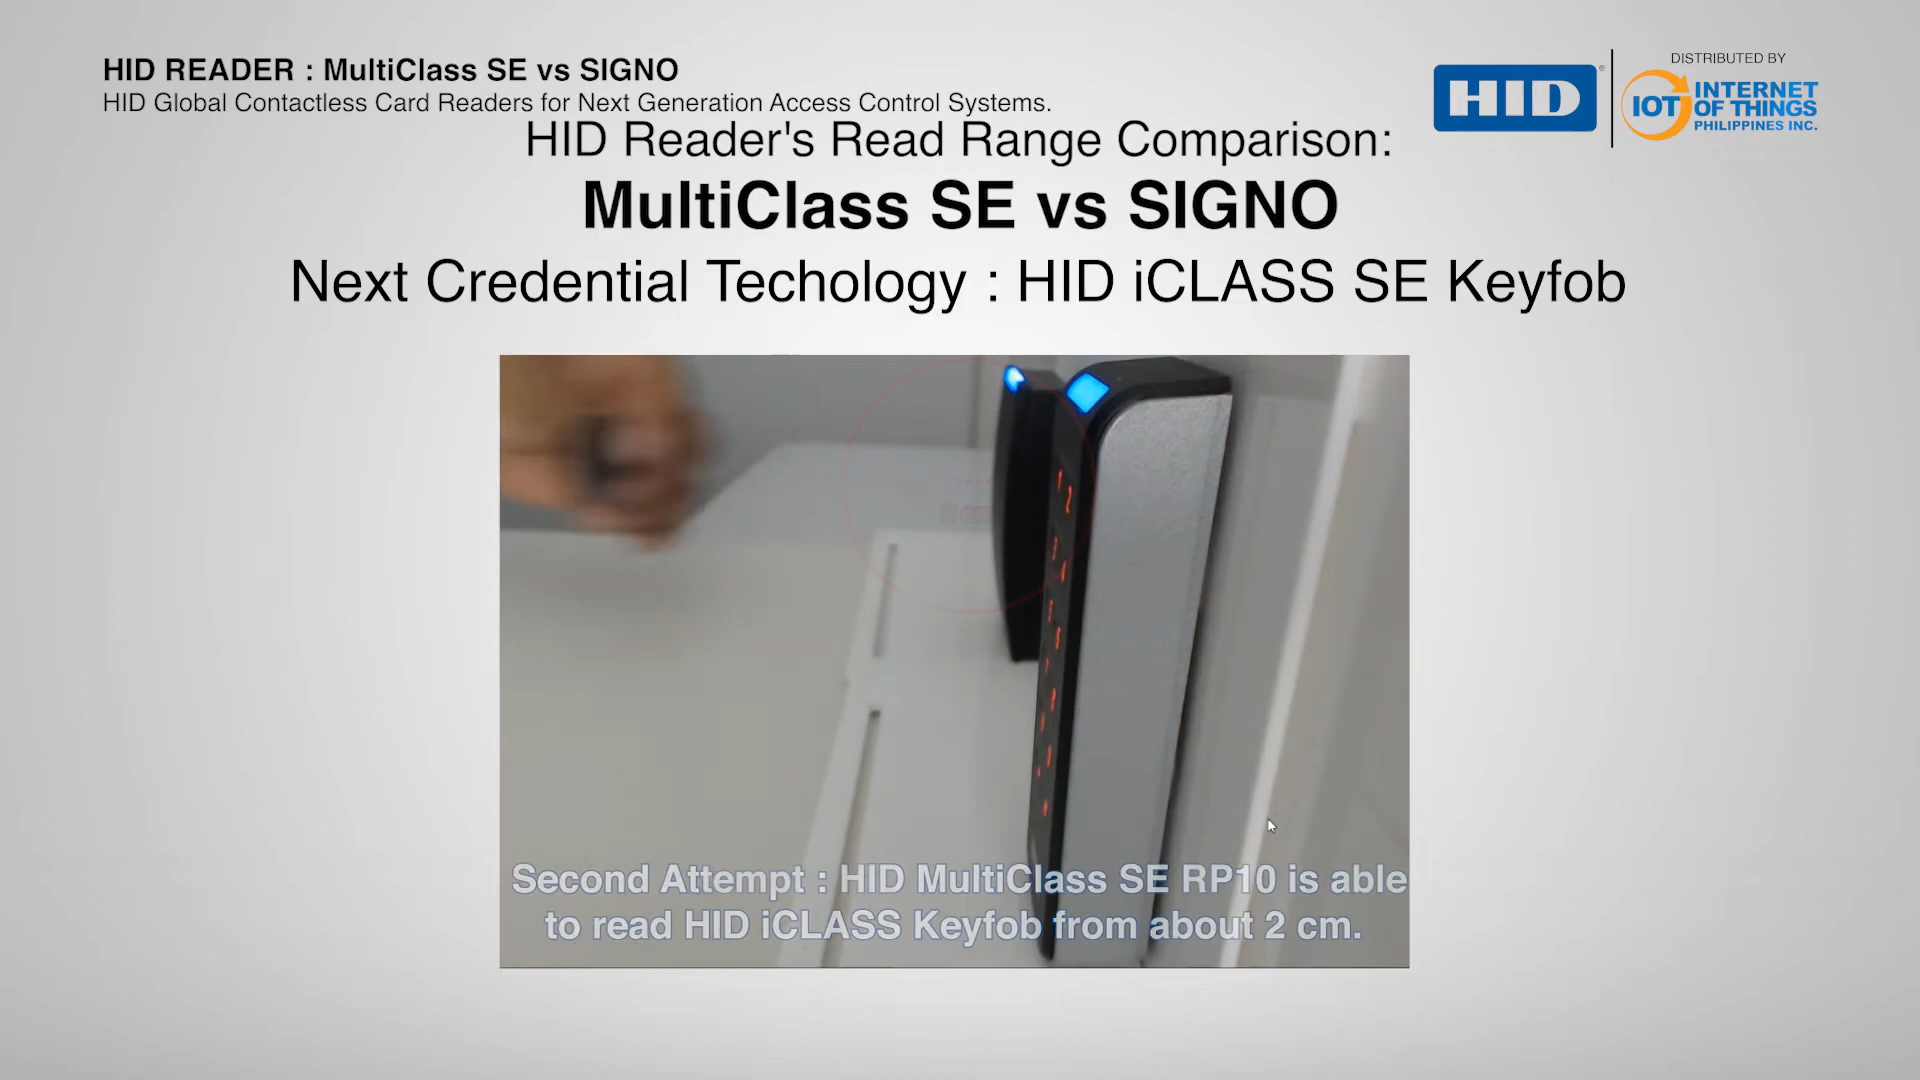 HID READER : MultiClass SE vs SIGNO
HID Global Contactless Card Readers for Next Generation Access Control Systems.
HID®
DISTRIBUTED BY
IOT INTERNET
OF THINGS
PHILIPPINES INC.
HID Reader's Read Range Comparison:
MultiClass SE vs SIGNO
Next Credential Techology : HID iCLASS SE Keyfob
Second Attempt : HID MultiClass SE RP10 is able
to read HID iCLASS Keyfob from about 2 cm.